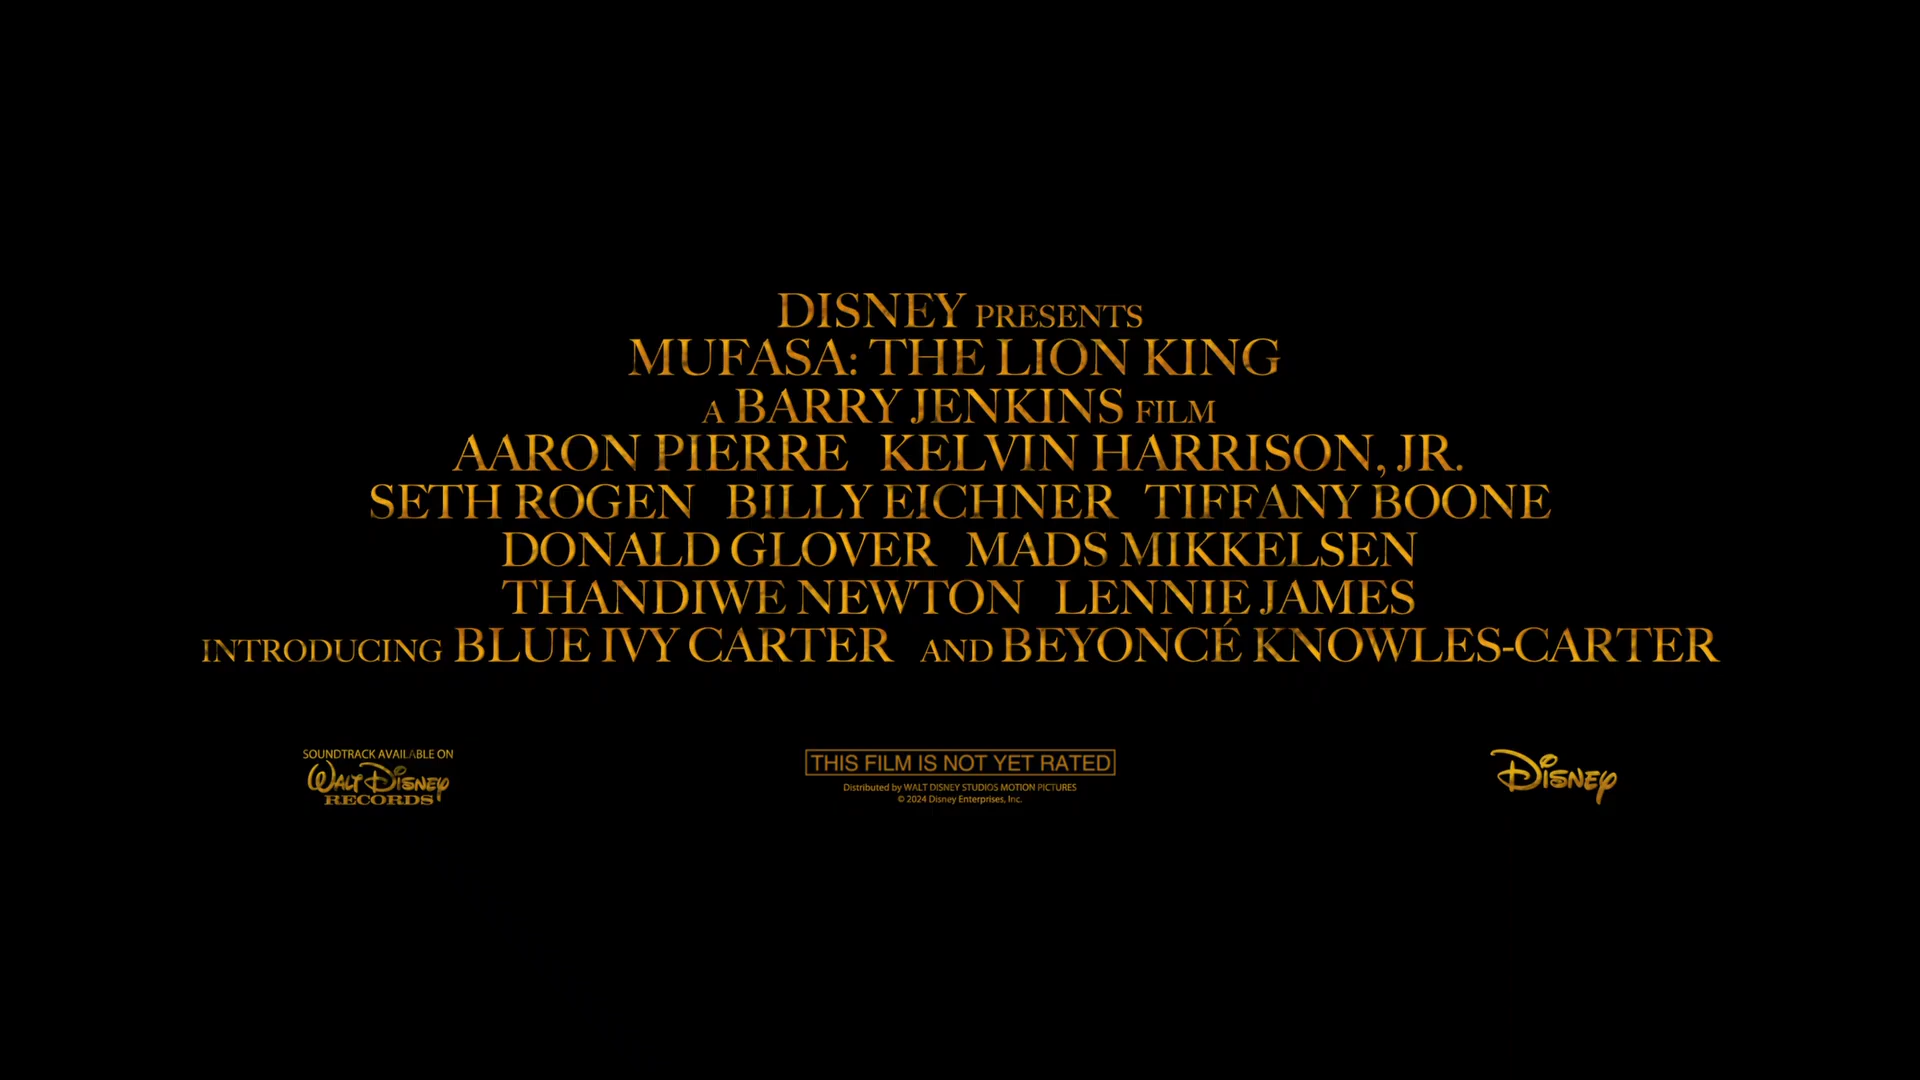 DISNEY PRESENTS
MUFASA: THE LION KING
A BARRY JENKINS FILM
AARON PIERRE KELVIN HARRISON, JR.
SETH ROGEN BILLY EICHNER TIFFANY BOONE
DONALD GLOVER MADS MIKKELSEN
THANDIWE NEWTON LENNIE JAMES
INTRODUCING BLUE IVY CARTER AND BEYONCÉ KNOWLES-CARTER
SOUNDTRACK AVAILABLE ON
WALT DISNEY
RECORDS
THIS FILM IS NOT YET RATED
Distributed by WALT DISNEY STUDIOS MOTION PICTURES
© 2024 Disney Enterprises, Inc.
DISNEY